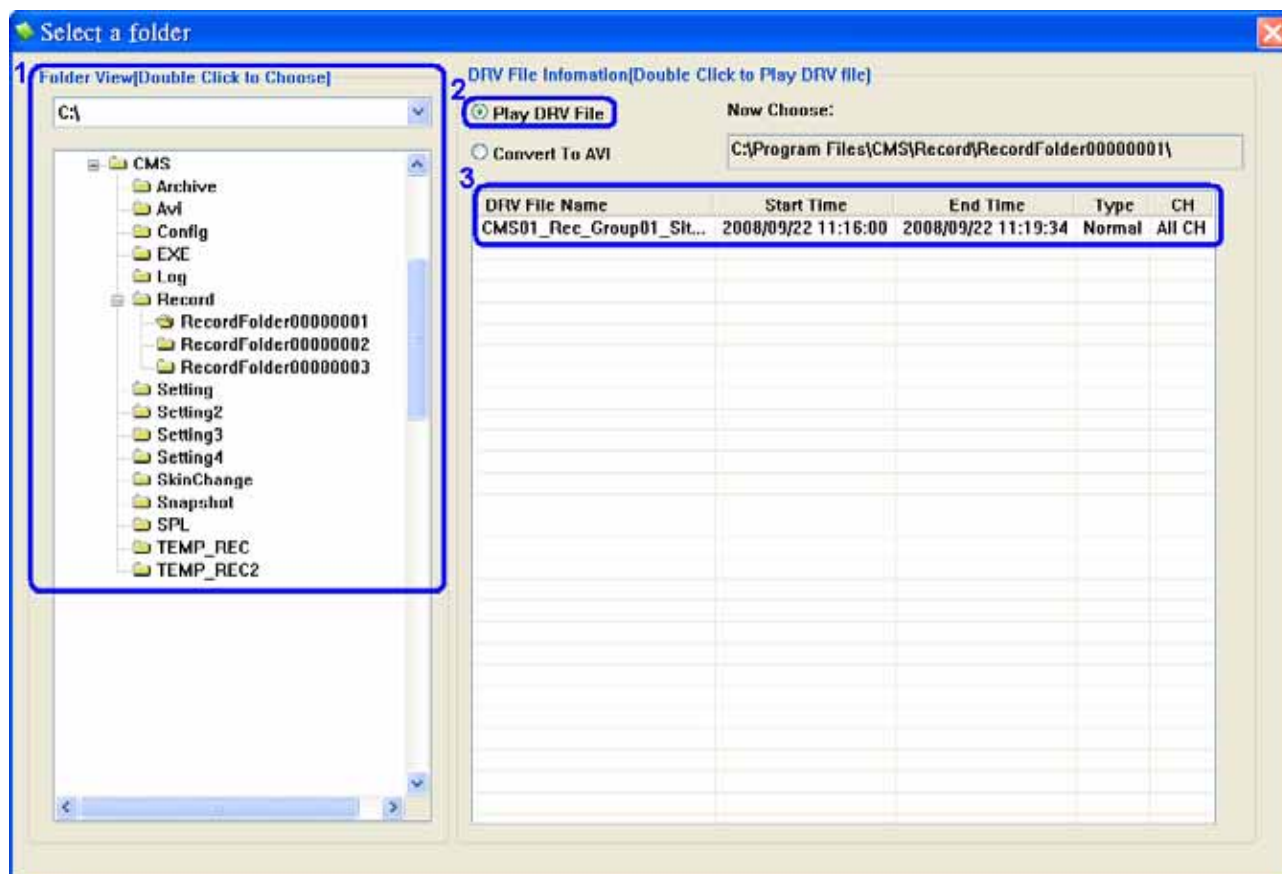 Select a folder
1
Folder View[Double Click to Choose]
C:\
CMS
Archive
Avi
Config
EXE
Log
Record
RecordFolder00000001
RecordFolder00000002
RecordFolder00000003
Setting
Setting2
Setting3
Setting4
SkinChange
Snapshot
SPL
TEMP_REC
TEMP_REC2
DRV File Infomation[Double Click to Play DRV file]
2
Play DRV File
Now Choose:
Convert To AVI
C:\Program Files\CMS\Record\RecordFolder00000001\
3
DRV File Name Start Time End Time Type CH
CMS01_Rec_Group01_Sit... 2008/09/22 11:16:00 2008/09/22 11:19:34 Normal All CH